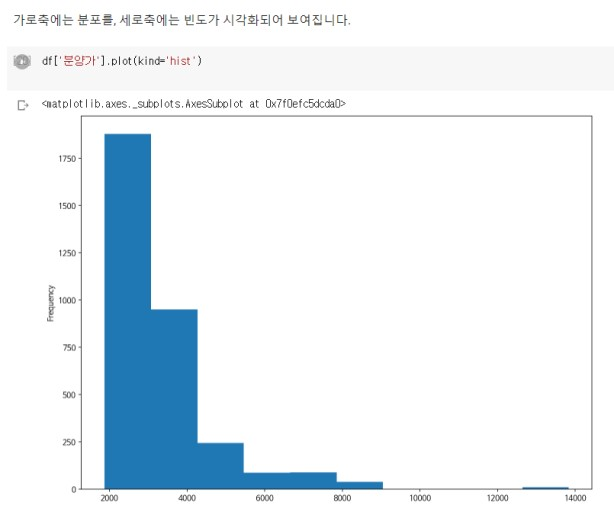 가로축에는 분포를, 세로축에는 빈도가 시각화되어 보여집니다.
df['분양가'].plot(kind='hist')
<matplotlib.axes._subplots.AxesSubplot at 0x7f0efc5dcda0>
1750
1500
1250
1000
750
500
250
0
Frequency
2000 4000 6000 8000 10000 12000 14000